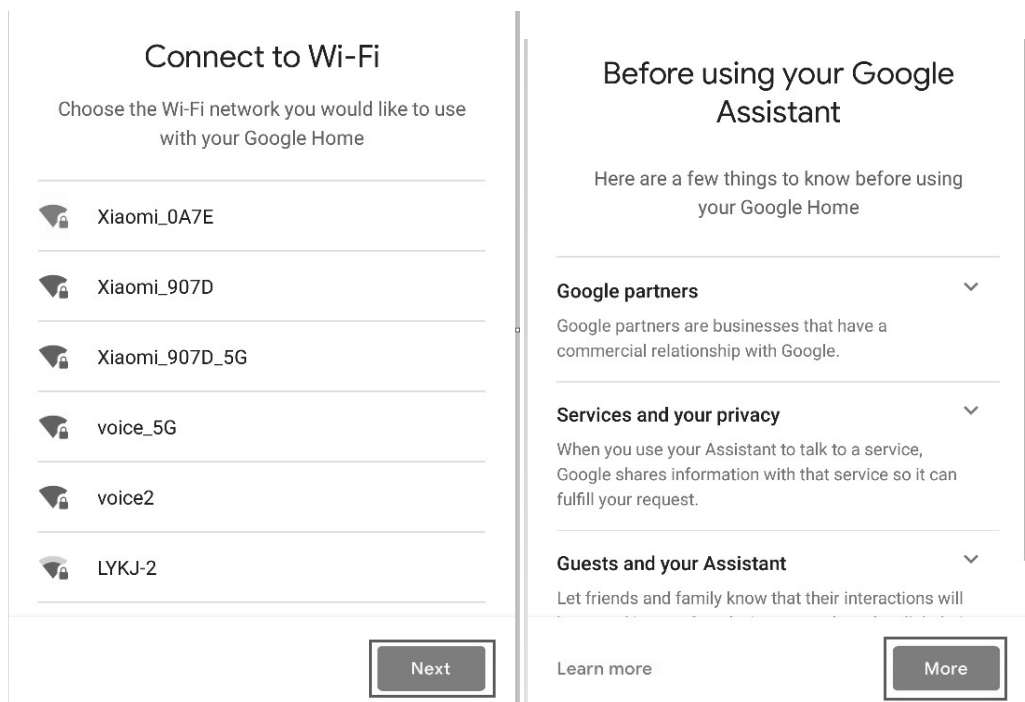 Connect to Wi-Fi
Choose the Wi-Fi network you would like to use
with your Google Home
Xiaomi_0A7E
Xiaomi_907D
Xiaomi_907D_5G
voice_5G
voice2
LYKJ-2
Next
Before using your Google
Assistant
Here are a few things to know before using
your Google Home
Google partners
Google partners are businesses that have a
commercial relationship with Google.
Services and your privacy
When you use your Assistant to talk to a service,
Google shares information with that service so it can
fulfill your request.
Guests and your Assistant
Let friends and family know that their interactions will
Learn more
More